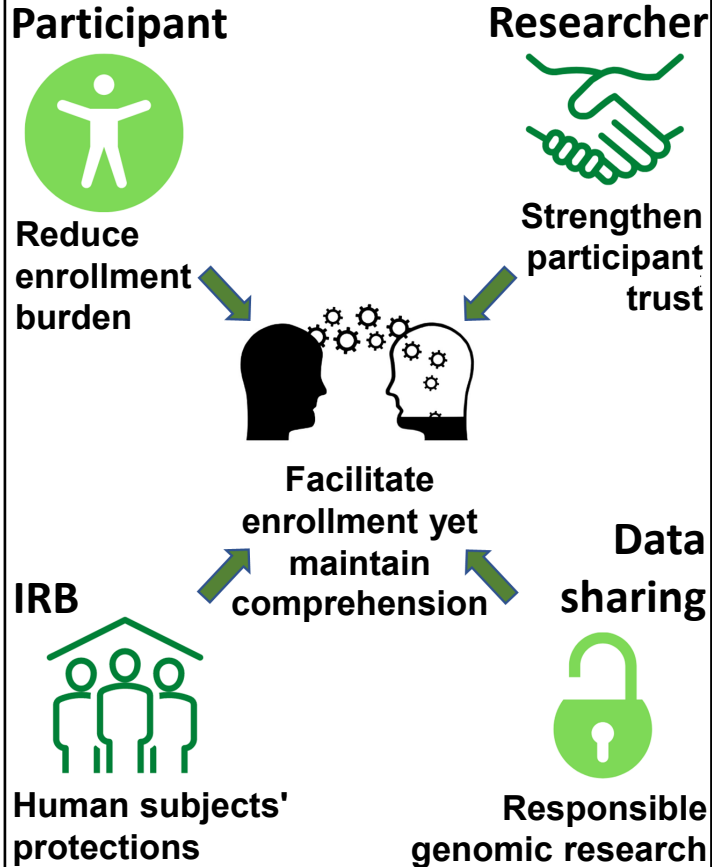 Participant
Reduce
enrollment
burden
Researcher
Strengthen
participant
trust
Facilitate
enrollment yet
maintain
comprehension
IRB
Human subjects'
protections
Data
sharing
Responsible
genomic research